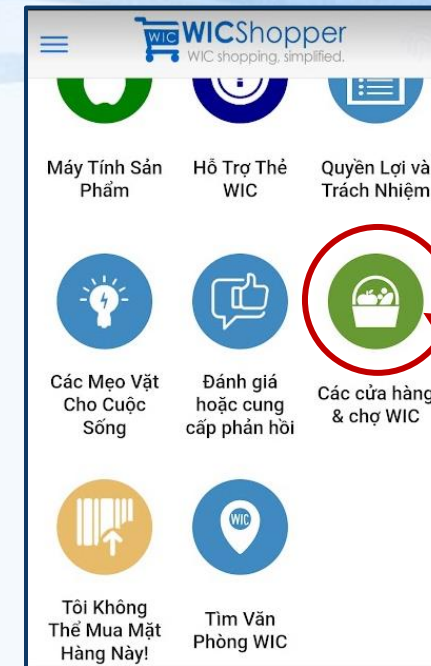 WIC WICShopper
WIC shopping, simplified.
Máy Tính Sản
Phẩm
Hỗ Trợ Thẻ
WIC
Quyền Lợi và
Trách Nhiệm
Các Mẹo Vặt
Cho Cuộc
Sống
Đánh giá
hoặc cung
cấp phản hồi
Các cửa hàng
& chợ WIC
Tôi Không
Thể Mua Mặt
Hàng Này!
WIC
Tìm Văn
Phòng WIC